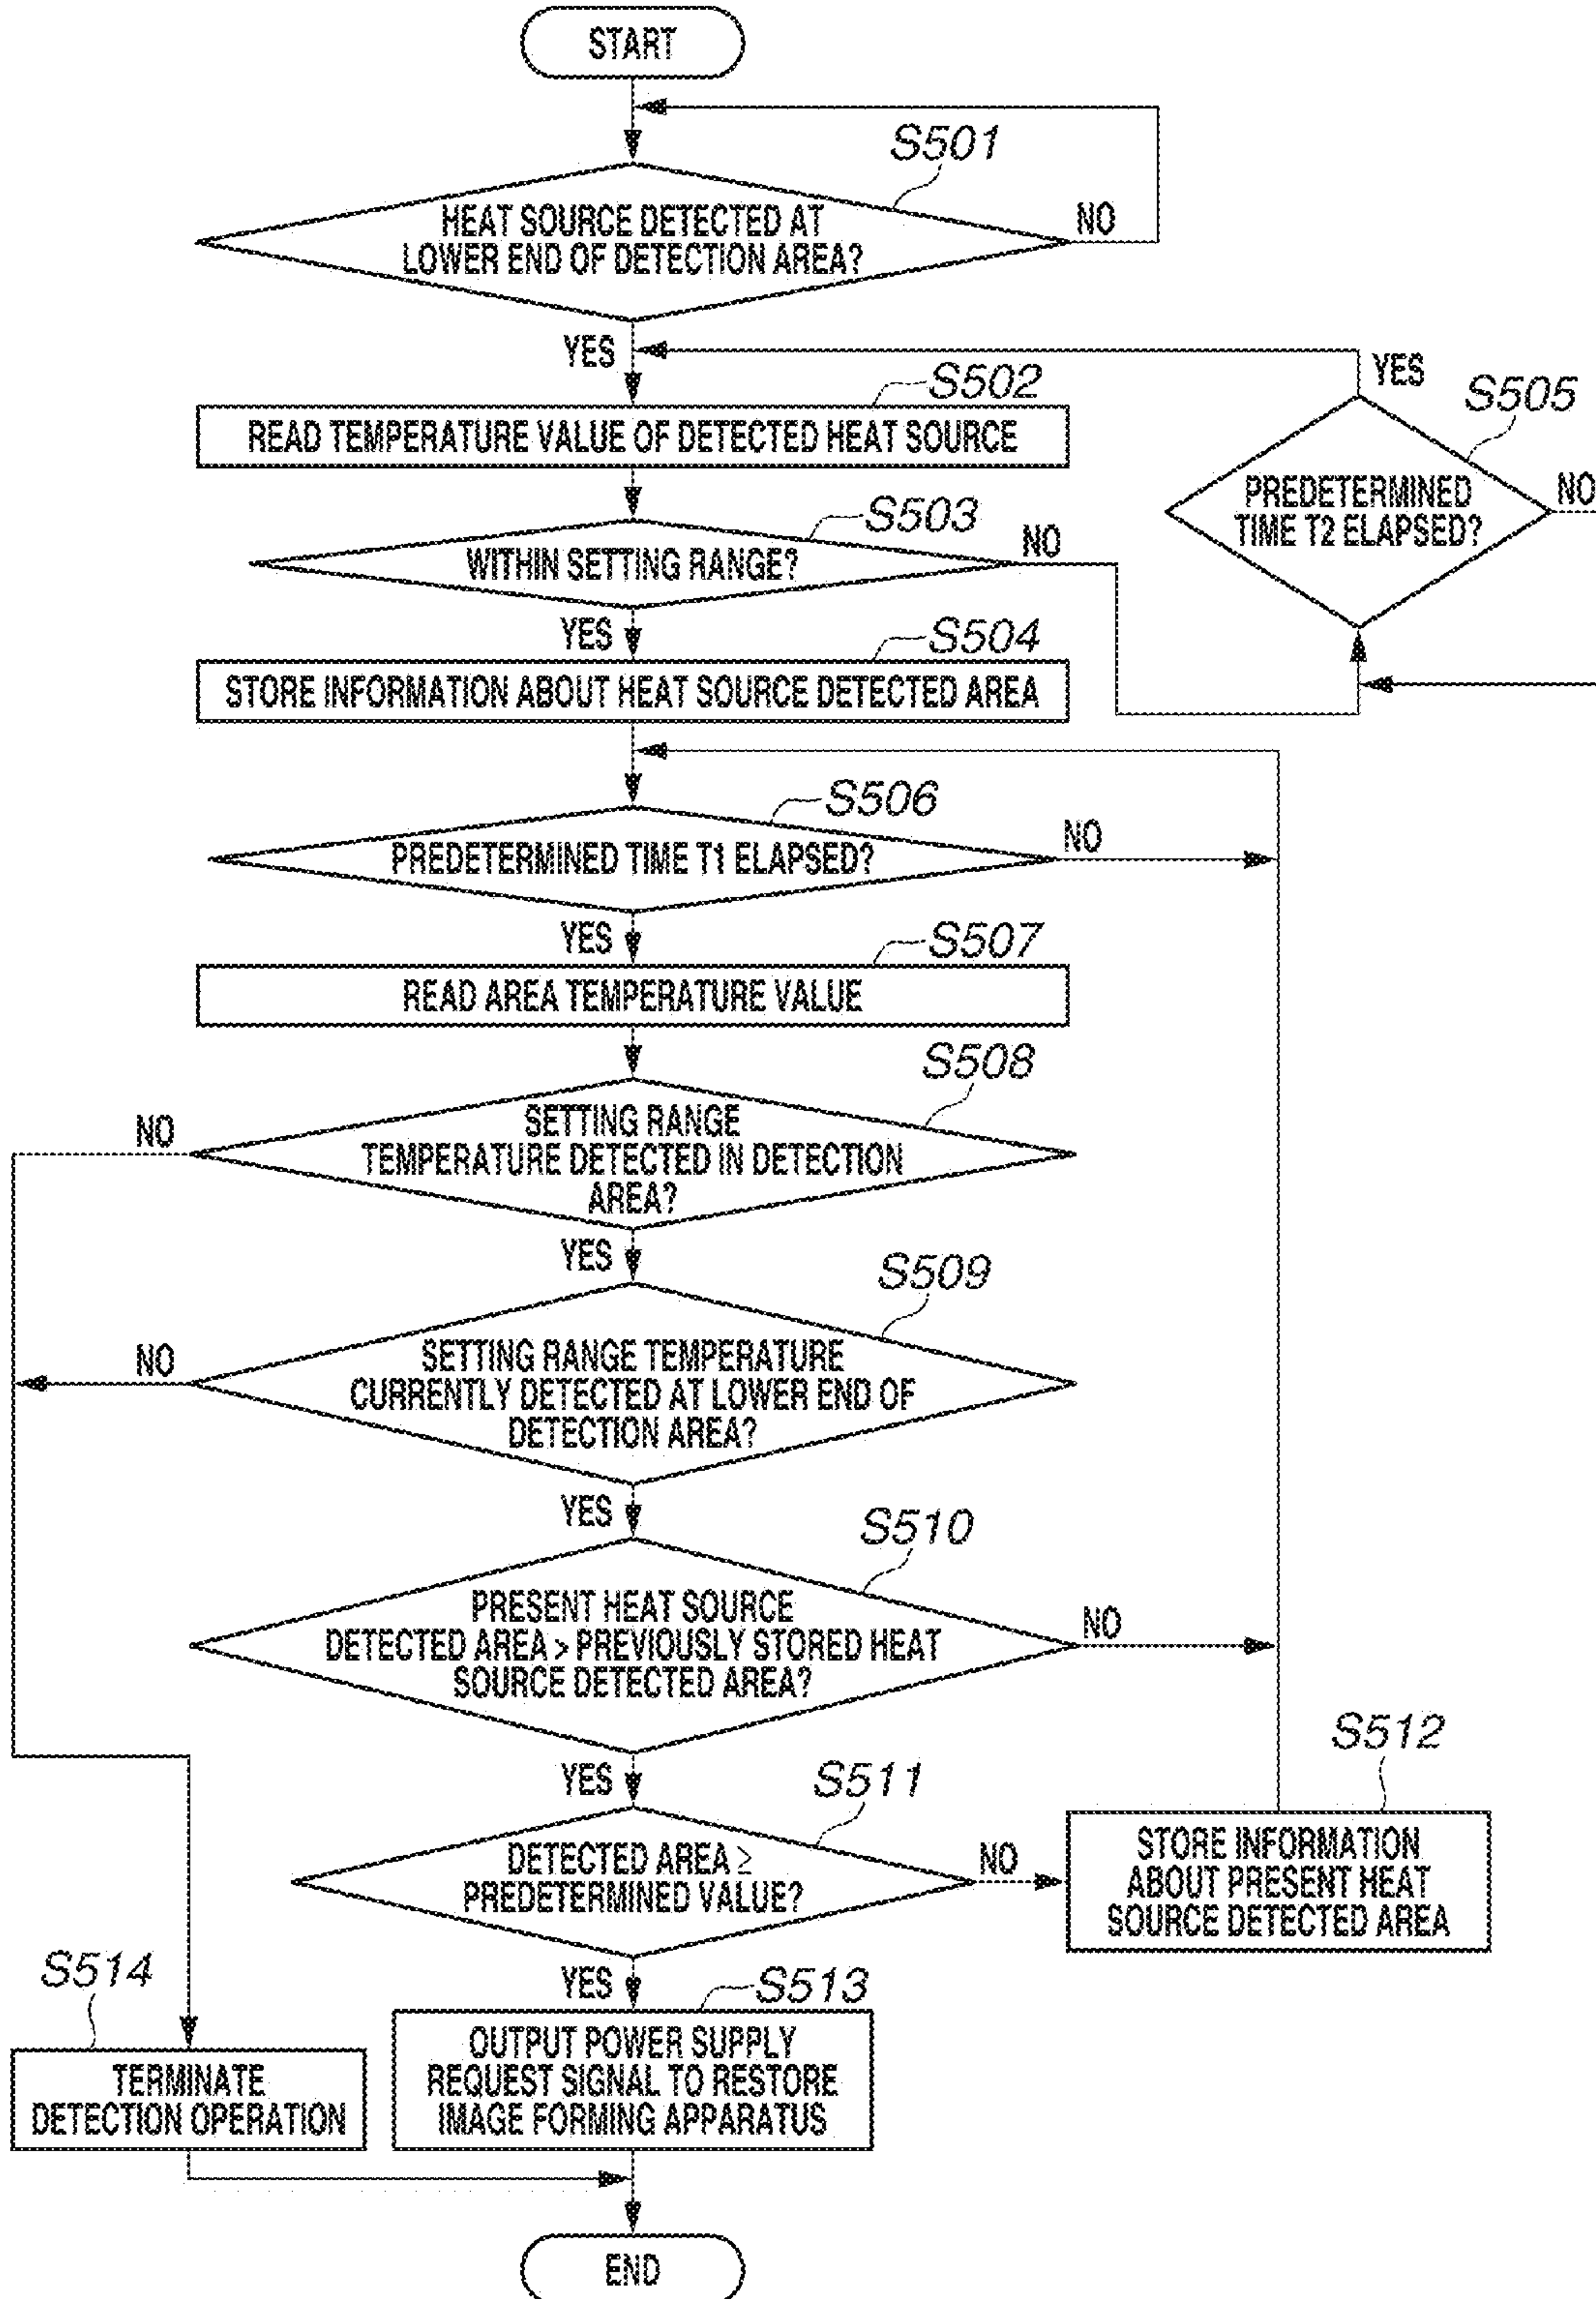 START
S501
HEAT SOURCE DETECTED AT
LOWER END OF DETECTION AREA?
NO
YES
S502
READ TEMPERATURE VALUE OF DETECTED HEAT SOURCE
YES
S505
PREDETERMINED
TIME T2 ELAPSED?
NO
S503
WITHIN SETTING RANGE?
NO
YES
S504
STORE INFORMATION ABOUT HEAT SOURCE DETECTED AREA
S506
PREDETERMINED TIME T1 ELAPSED?
NO
YES
S507
READ AREA TEMPERATURE VALUE
S508
SETTING RANGE
TEMPERATURE DETECTED IN DETECTION
AREA?
NO
YES
S509
SETTING RANGE TEMPERATURE
CURRENTLY DETECTED AT LOWER END OF
DETECTION AREA?
NO
YES
S510
PRESENT HEAT SOURCE
DETECTED AREA > PREVIOUSLY STORED HEAT
SOURCE DETECTED AREA?
NO
YES
S511
DETECTED AREA ≥
PREDETERMINED VALUE?
NO
S512
STORE INFORMATION
ABOUT PRESENT HEAT
SOURCE DETECTED AREA
YES
S513
OUTPUT POWER SUPPLY
REQUEST SIGNAL TO RESTORE
IMAGE FORMING APPARATUS
S514
TERMINATE
DETECTION OPERATION
END